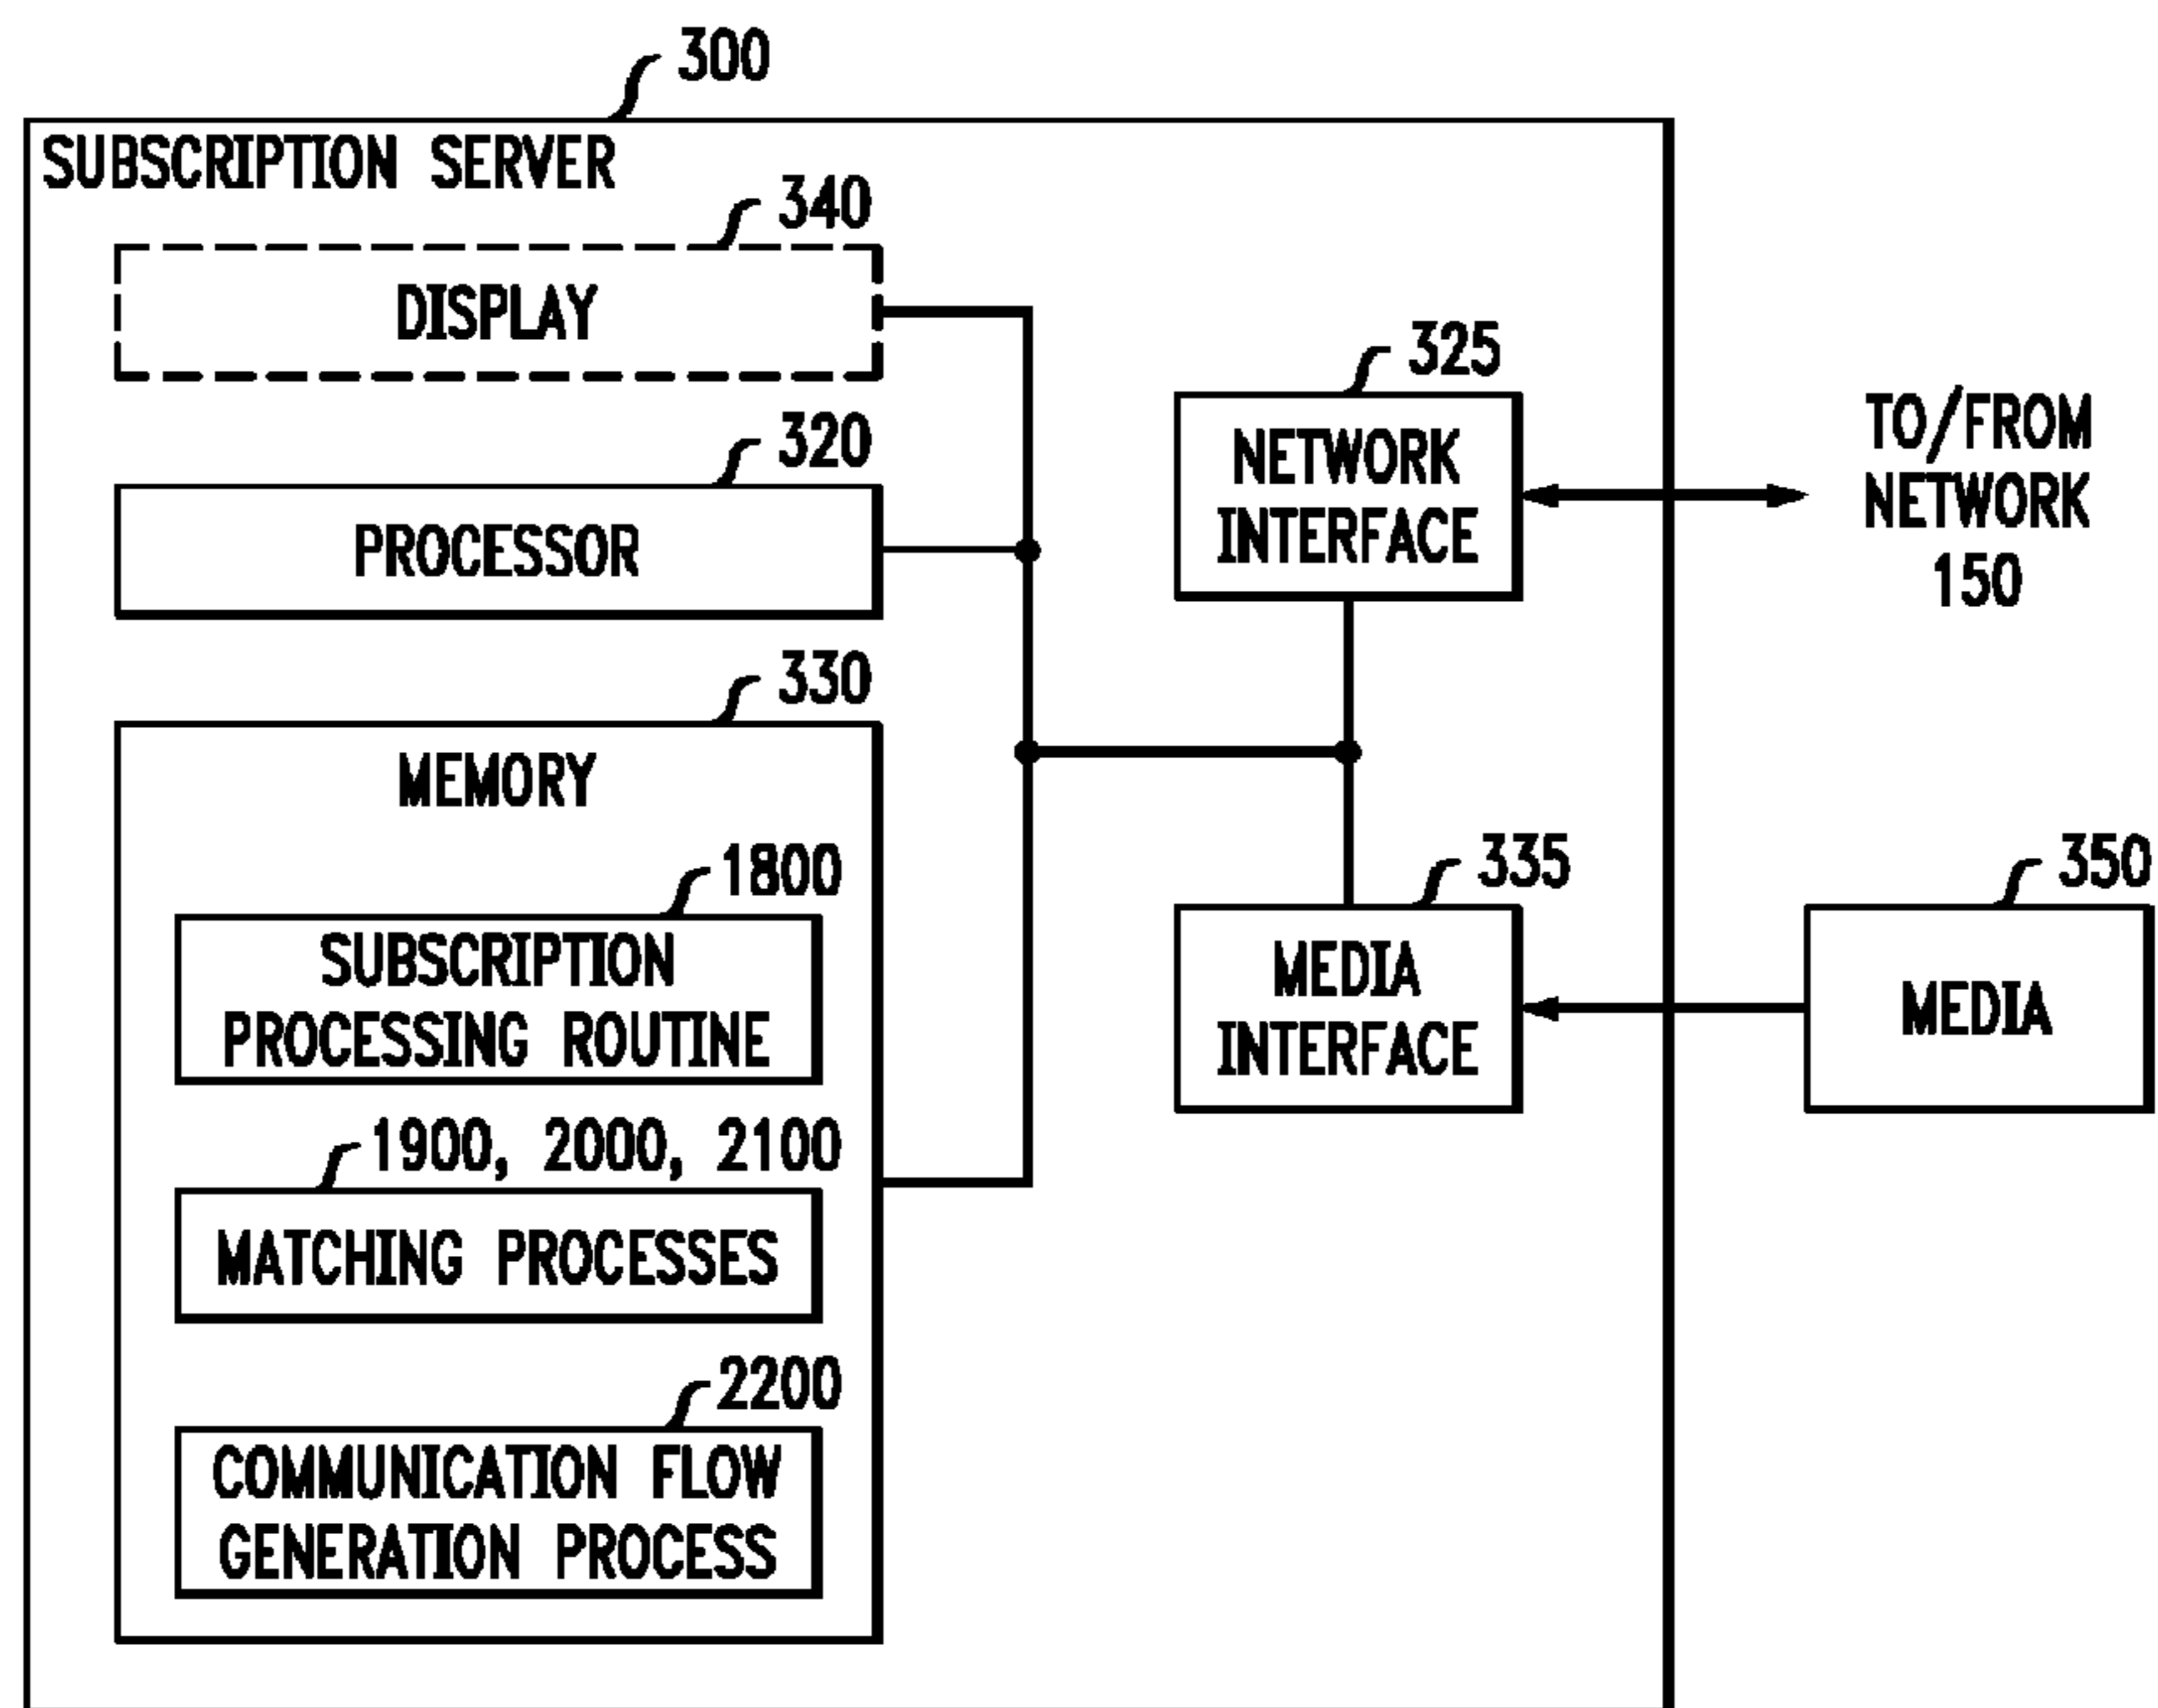 300
SUBSCRIPTION SERVER
340
DISPLAY
320
PROCESSOR
330
MEMORY
1800
SUBSCRIPTION
PROCESSING ROUTINE
1900, 2000, 2100
MATCHING PROCESSES
2200
COMMUNICATION FLOW
GENERATION PROCESS
325
NETWORK
INTERFACE
TO/FROM
NETWORK
150
335
MEDIA
INTERFACE
350
MEDIA